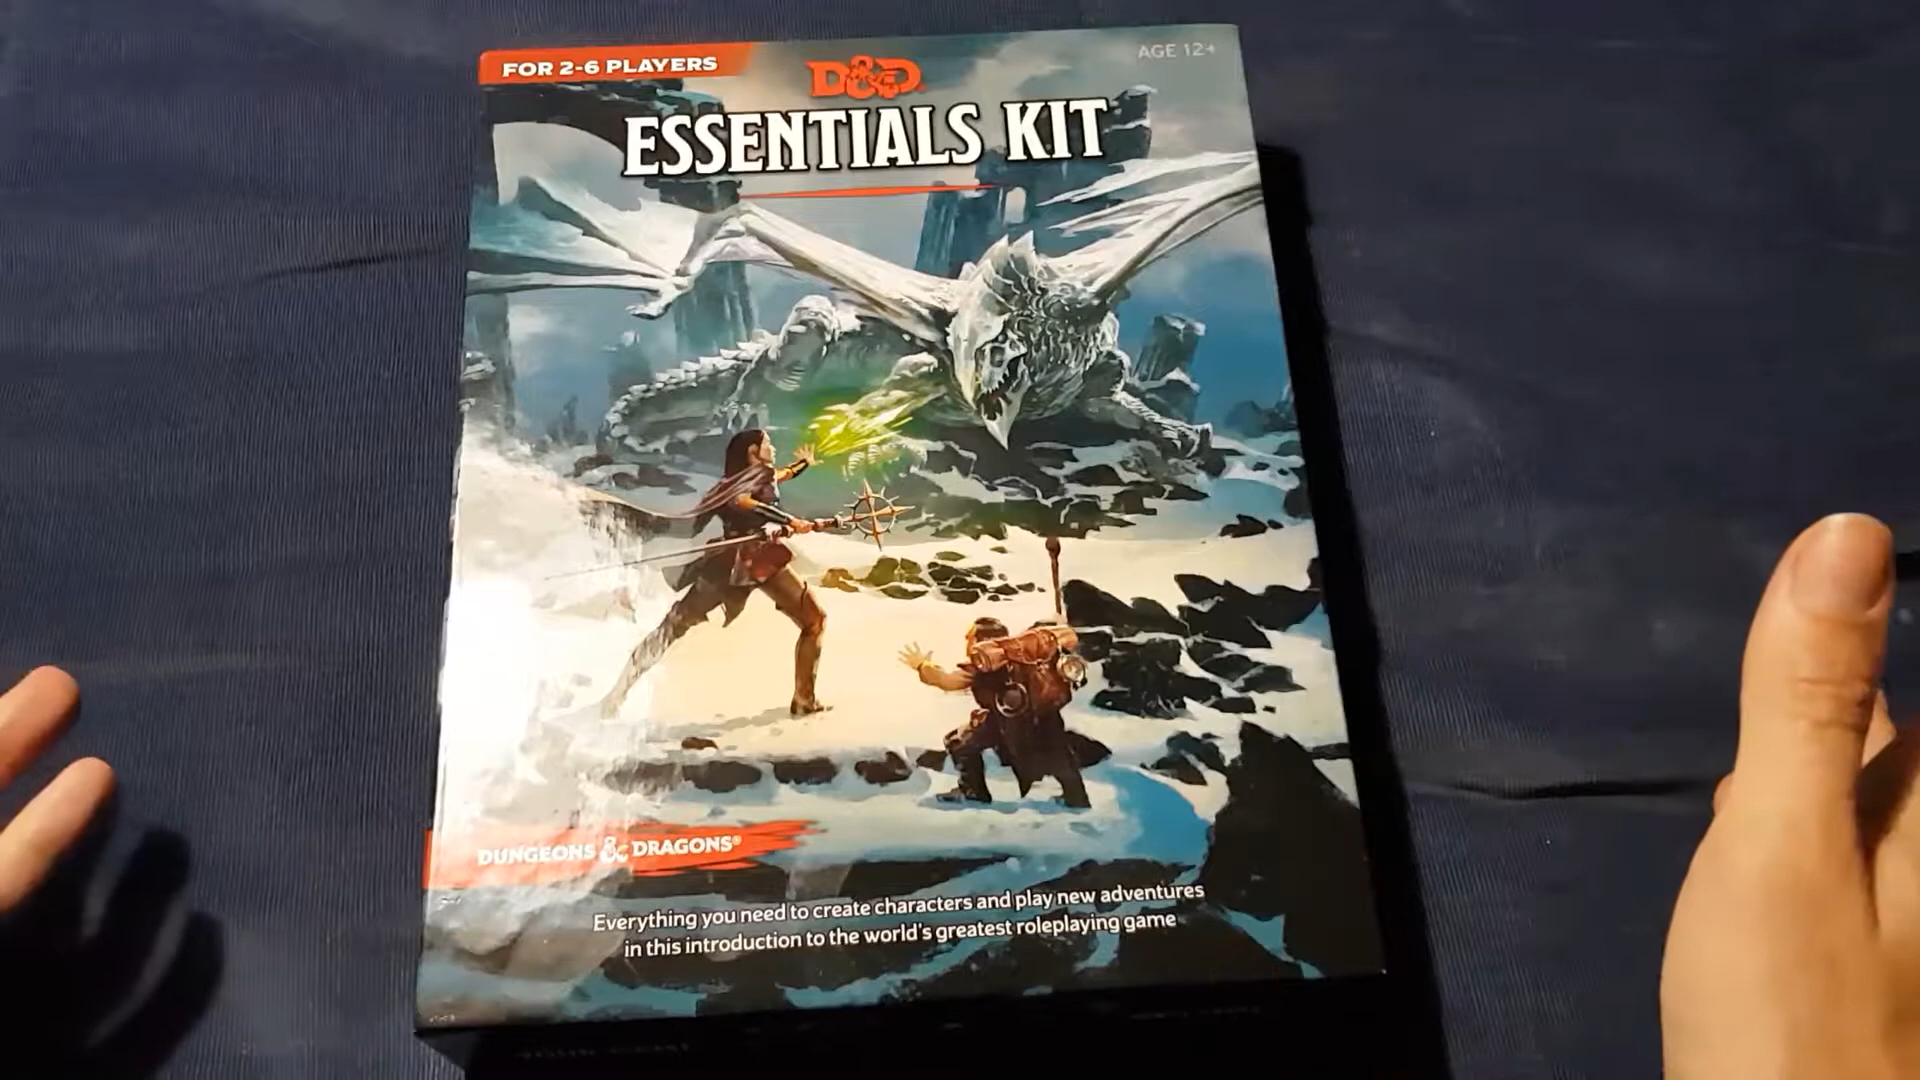 FOR 2-6 PLAYERS
AGE 12+
D&D
ESSENTIALS KIT
DUNGEONS & DRAGONS®
Everything you need to create characters and play new adventures
in this introduction to the world's greatest roleplaying game